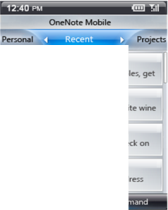 12:40 PM
OneNote Mobile
Personal Recent Projects
les, get
ite wine
ck on
ress
mand